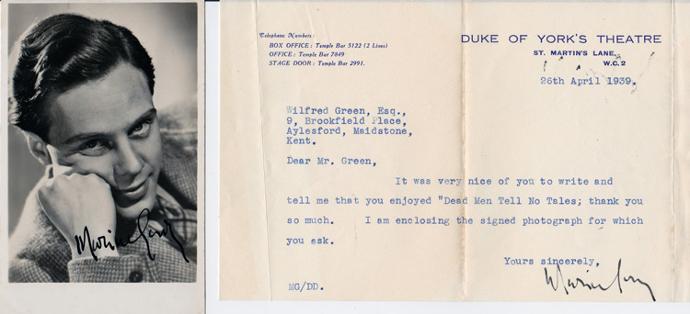 Telephone Numbers:
BOX OFFICE: Temple Bar 5122 (2 Lines)
OFFICE: Temple Bar 7849
STAGE DOOR: Temple Bar 2991.
DUKE OF YORK'S THEATRE
ST. MARTIN'S LANE,
W.C.2
26th April 1939.
Wilfred Green, Esq.,
9, Brookfield Place,
Aylesford, Maidstone,
Kent.
Dear Mr. Green,
It was very nice of you to write and
tell me that you enjoyed "Dead Men Tell No Tales; thank you
so much. I am enclosing the signed photograph for which
you ask.
Yours sincerely,
MG/DD.